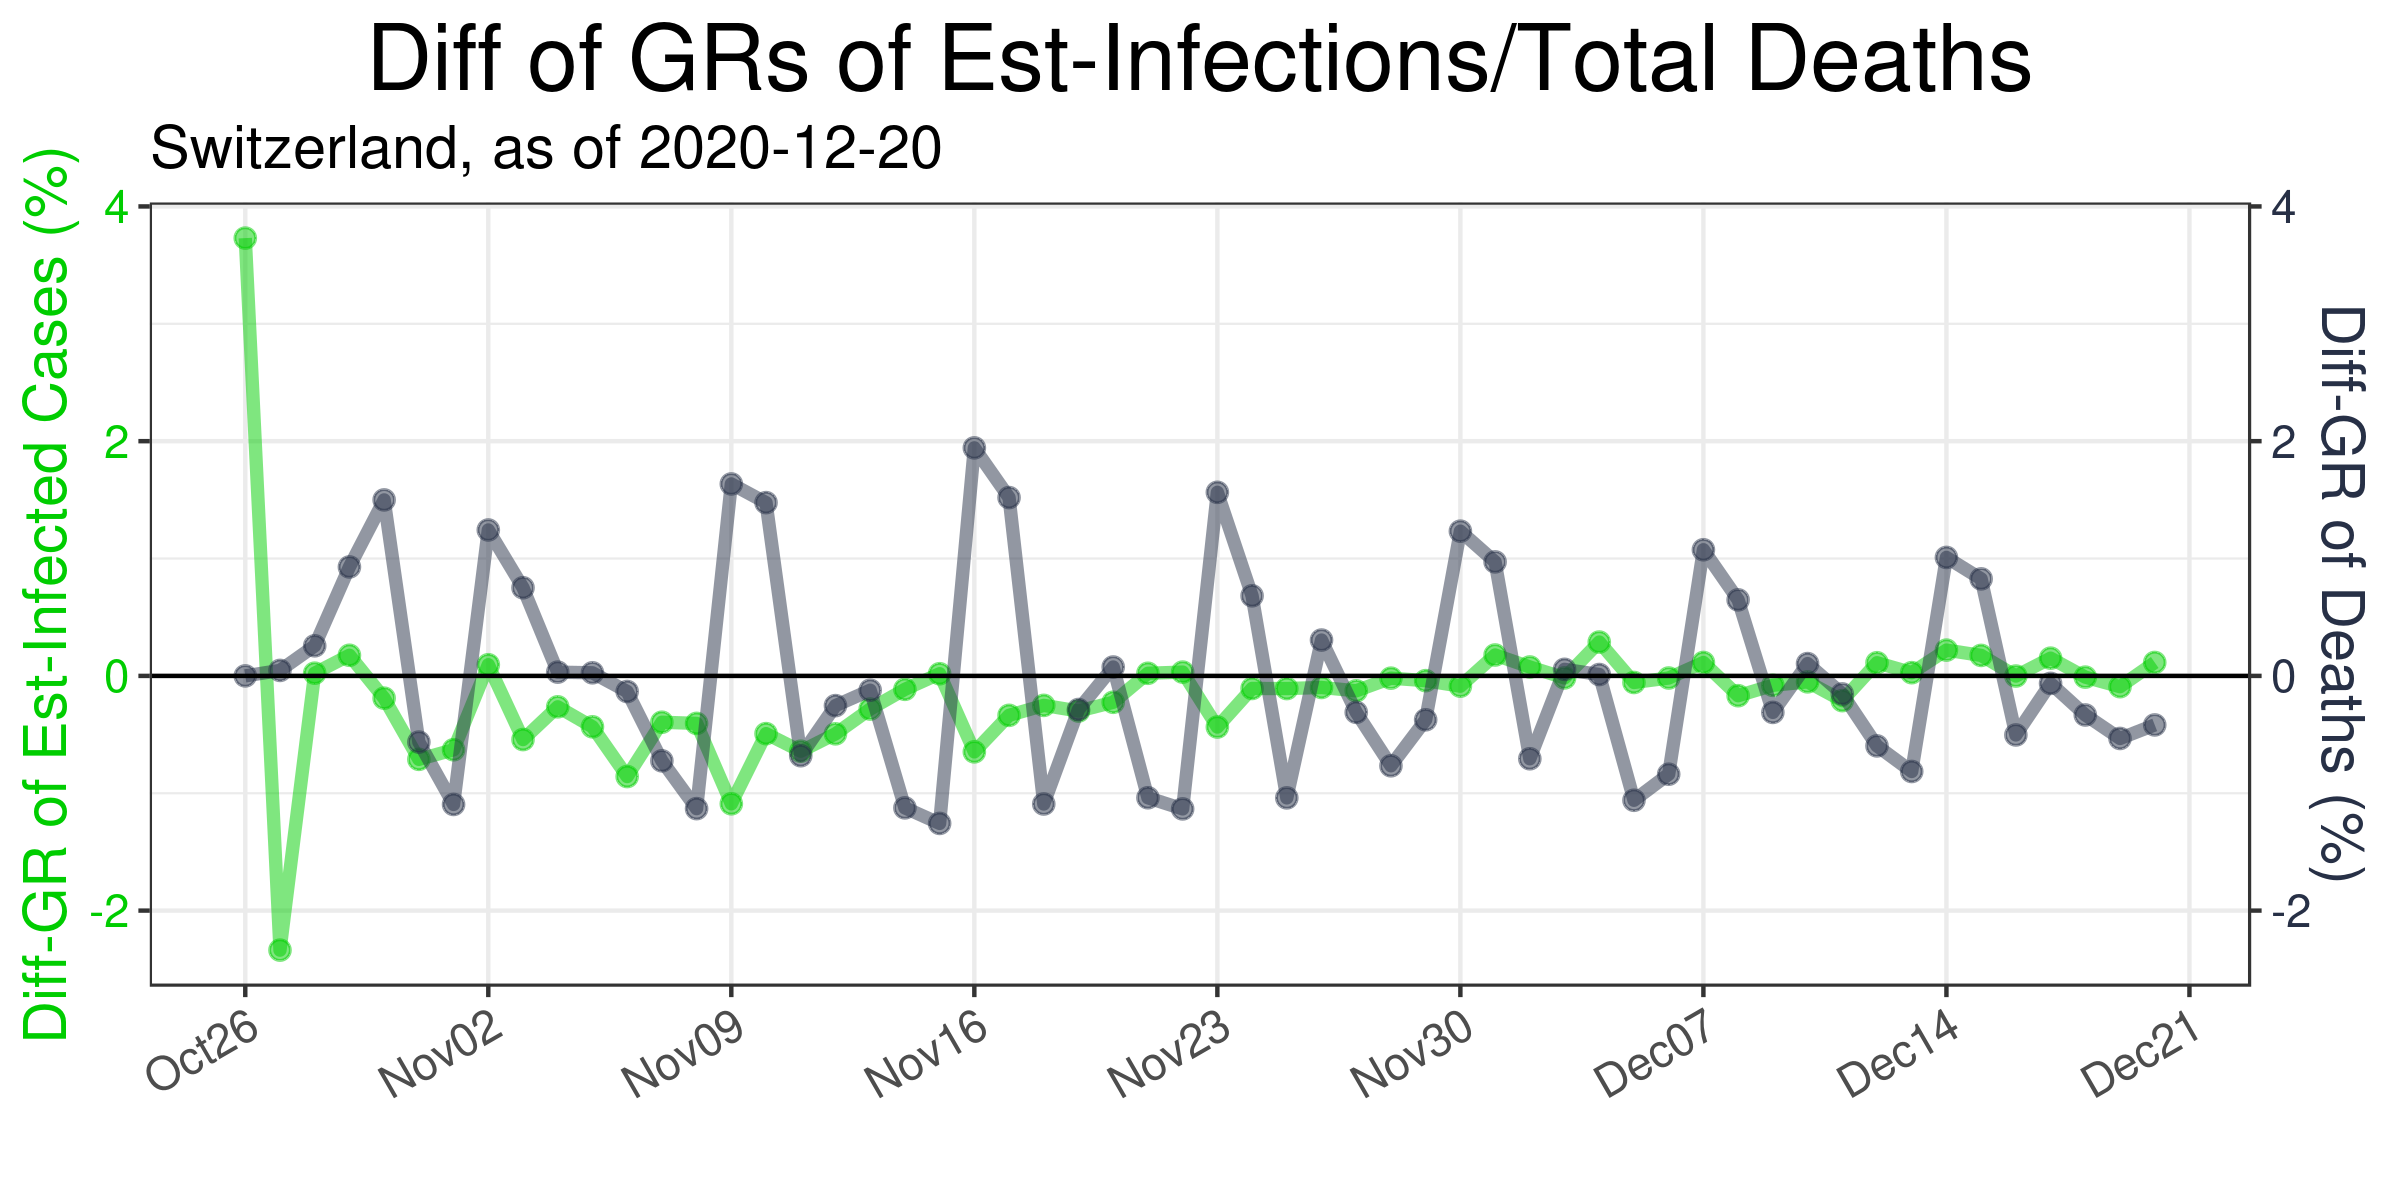 Diff of GRs of Est-Infections/Total Deaths
Switzerland, as of 2020-12-20
Diff-GR of Est-Infected Cases (%)
4
2
0
-2
4
2
0
-2
Diff-GR of Deaths (%)
Oct26
Nov02
Nov09
Nov16
Nov23
Nov30
Dec07
Dec14
Dec21